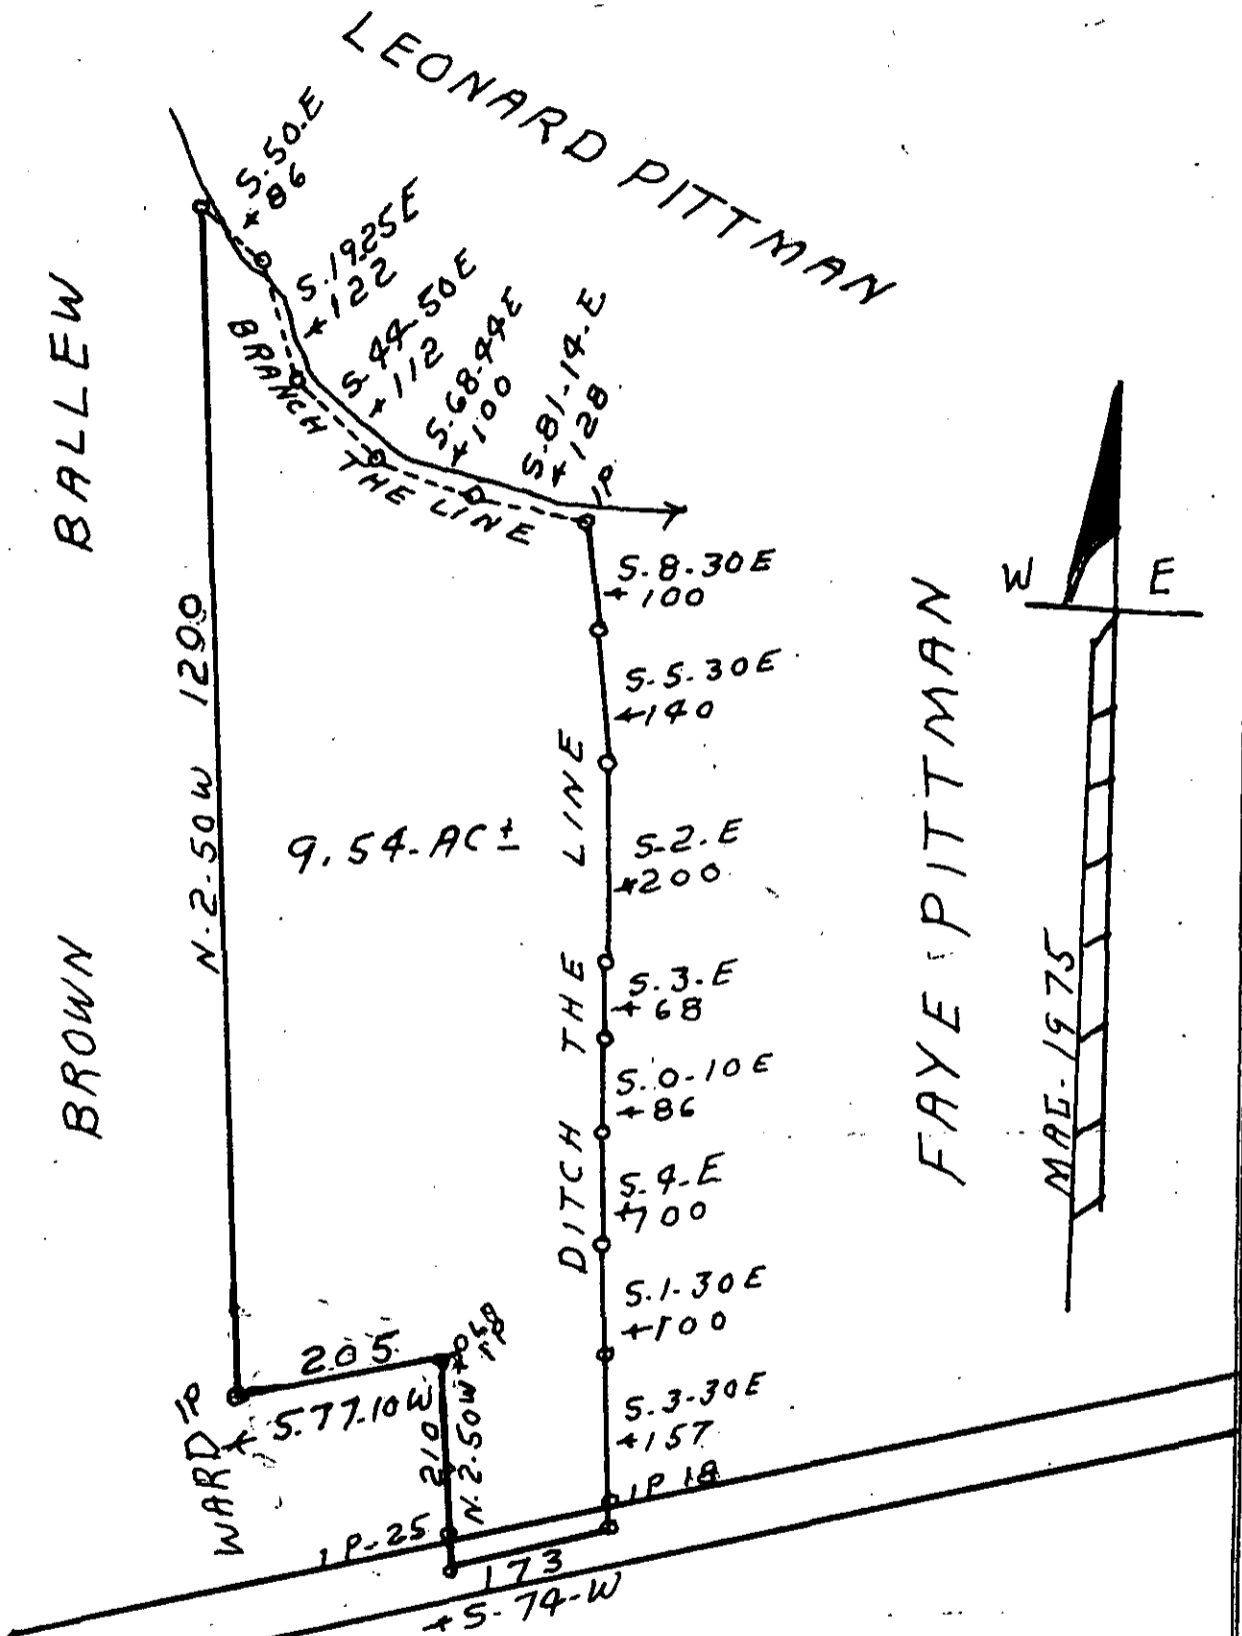 LEONARD PITTMAN
S.50.E
86
S.19.25E
122
S-44-50E
112
S-68-44E
100
S-81-14-E
128
BRANCH THE LINE
IP
S.8-30E
100
S-5-30E
140
S-2.E
200
S.3.E
68
S.0-10E
86
S.4-E
100
S.1-30E
100
S.3-30E
157
IP 18
DITCH THE LINE
9.54-AC±
N-2-50W 1290
BALLEW
BROWN
205
S.77-10W
OLD
IP
IP
WARD
210
N.2-50W
IP-25
173
S-74-W
FAYE PITTMAN
W E
MAG-1975